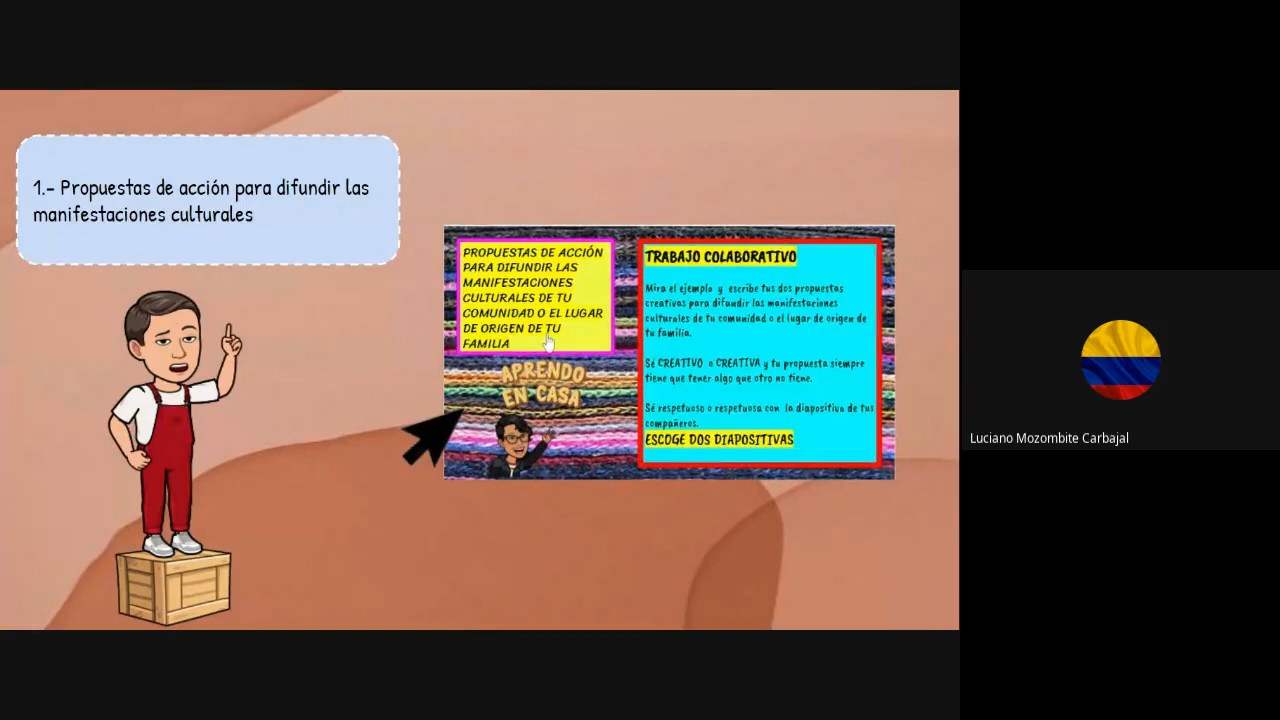 1.- Propuestas de acción para difundir las
manifestaciones culturales
PROPUESTAS DE ACCIÓN
PARA DIFUNDIR LAS
MANIFESTACIONES
CULTURALES DE TU
COMUNIDAD O EL LUGAR
DE ORIGEN DE TU
FAMILIA
APRENDO
EN CASA
TRABAJO COLABORATIVO
Mira el ejemplo y escribe tus dos propuestas
creativas para difundir las manifestaciones
culturales de tu comunidad o el lugar de origen de
tu familia.
Sé CREATIVO o CREATIVA y tu propuesta siempre
tiene que tener algo que otro no tiene.
Sé respetuoso o respetuosa con la diapositiva de tus
compañeros.
ESCOGE DOS DIAPOSITIVAS
Luciano Mozombite Carbajal